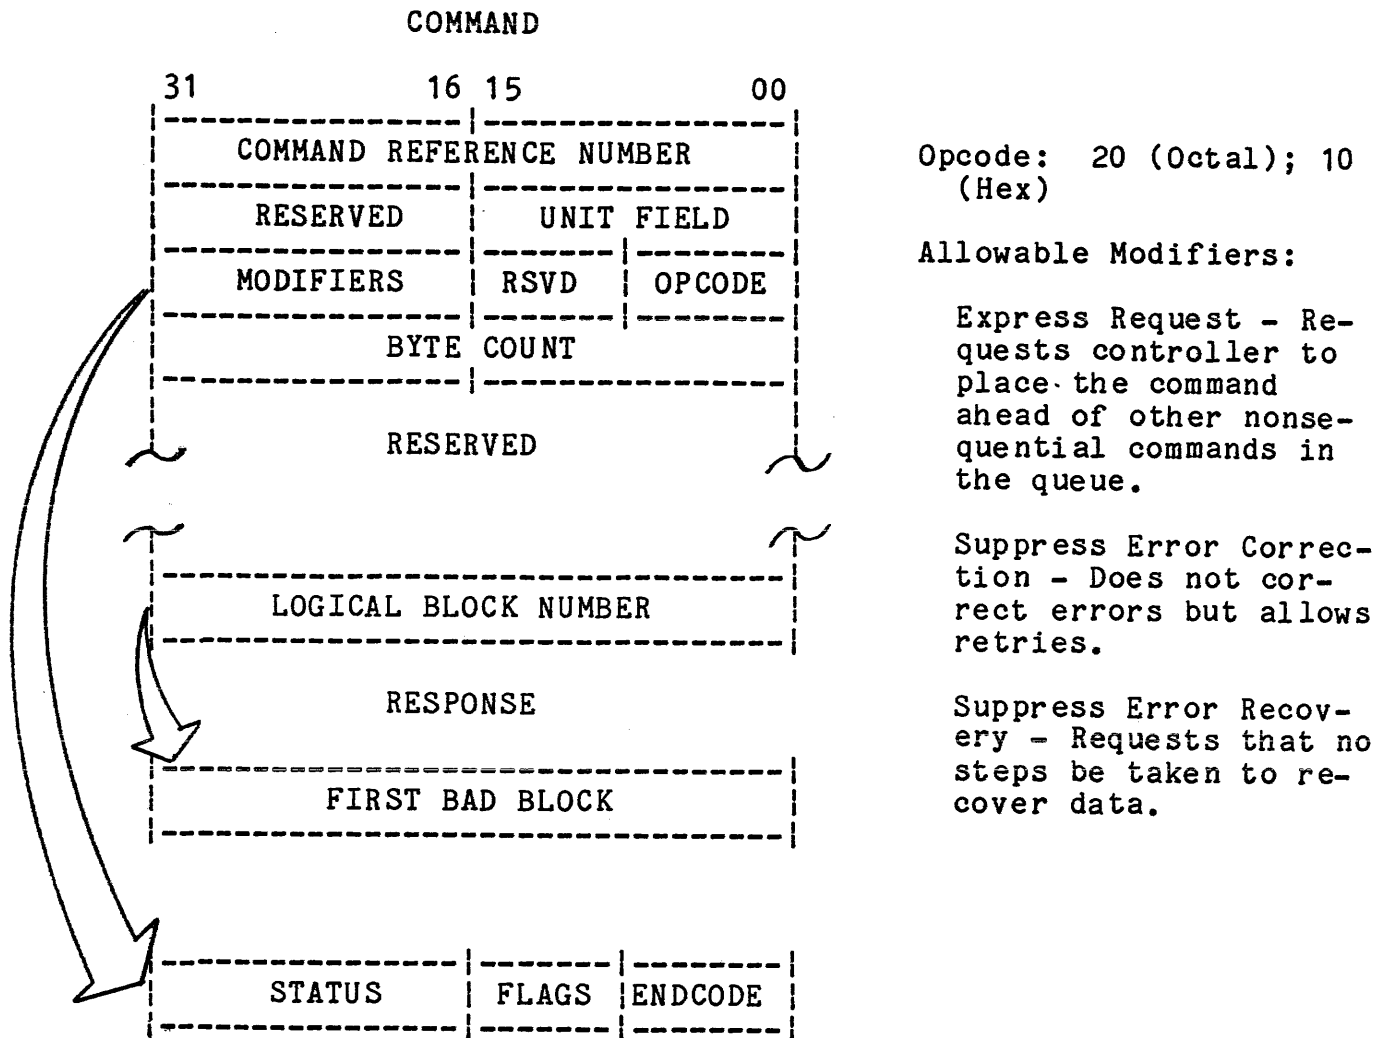 COMMAND
31 16 15 00
COMMAND REFERENCE NUMBER
RESERVED UNIT FIELD
MODIFIERS RSVD OPCODE
BYTE COUNT
RESERVED
LOGICAL BLOCK NUMBER
RESPONSE
FIRST BAD BLOCK
STATUS FLAGS ENDCODE
Opcode: 20 (Octal); 10
(Hex)
Allowable Modifiers:
Express Request - Re-
quests controller to
place the command
ahead of other nonse-
quential commands in
the queue.
Suppress Error Correc-
tion - Does not cor-
rect errors but allows
retries.
Suppress Error Recov-
ery - Requests that no
steps be taken to re-
cover data.